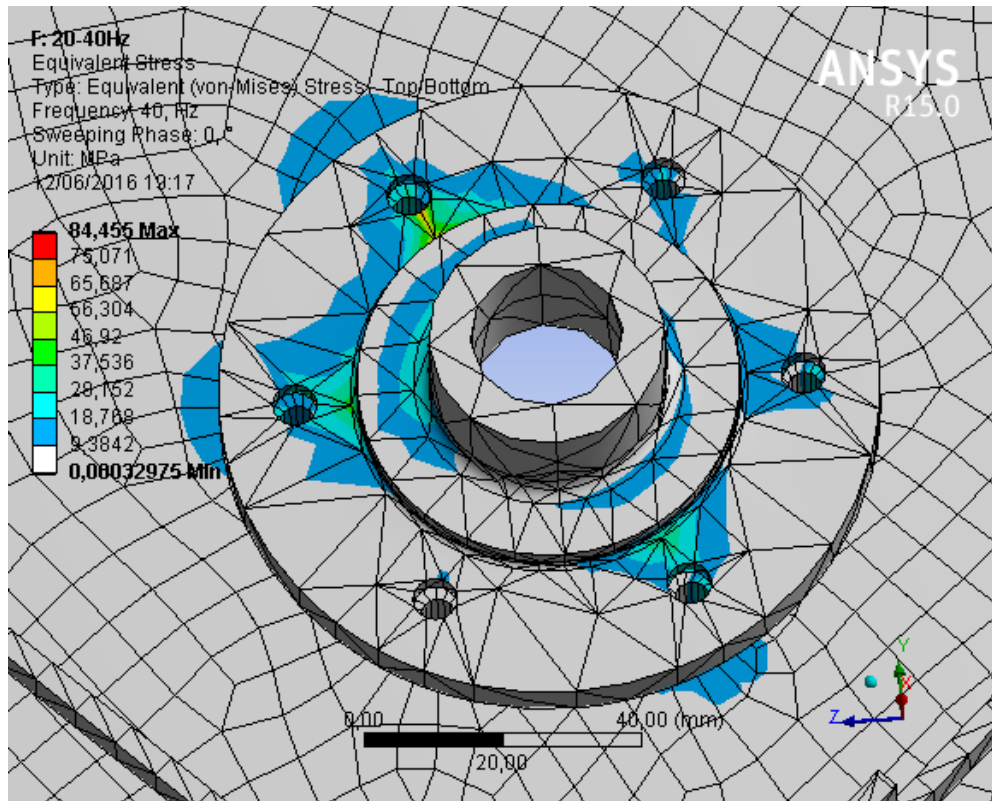 F: 20-40Hz
Equivalent Stress
Type: Equivalent (von-Mises) Stress - Top/Bottom
Frequency: 40, Hz
Sweeping Phase: 0, °
Unit: MPa
12/06/2016 19:17
ANSYS
R15.0
84,455 Max
75,071
65,687
56,304
46,92
37,536
28,152
18,768
9,3842
0,00032975 Min
0,00
40,00 (mm)
20,00
Y
X
Z